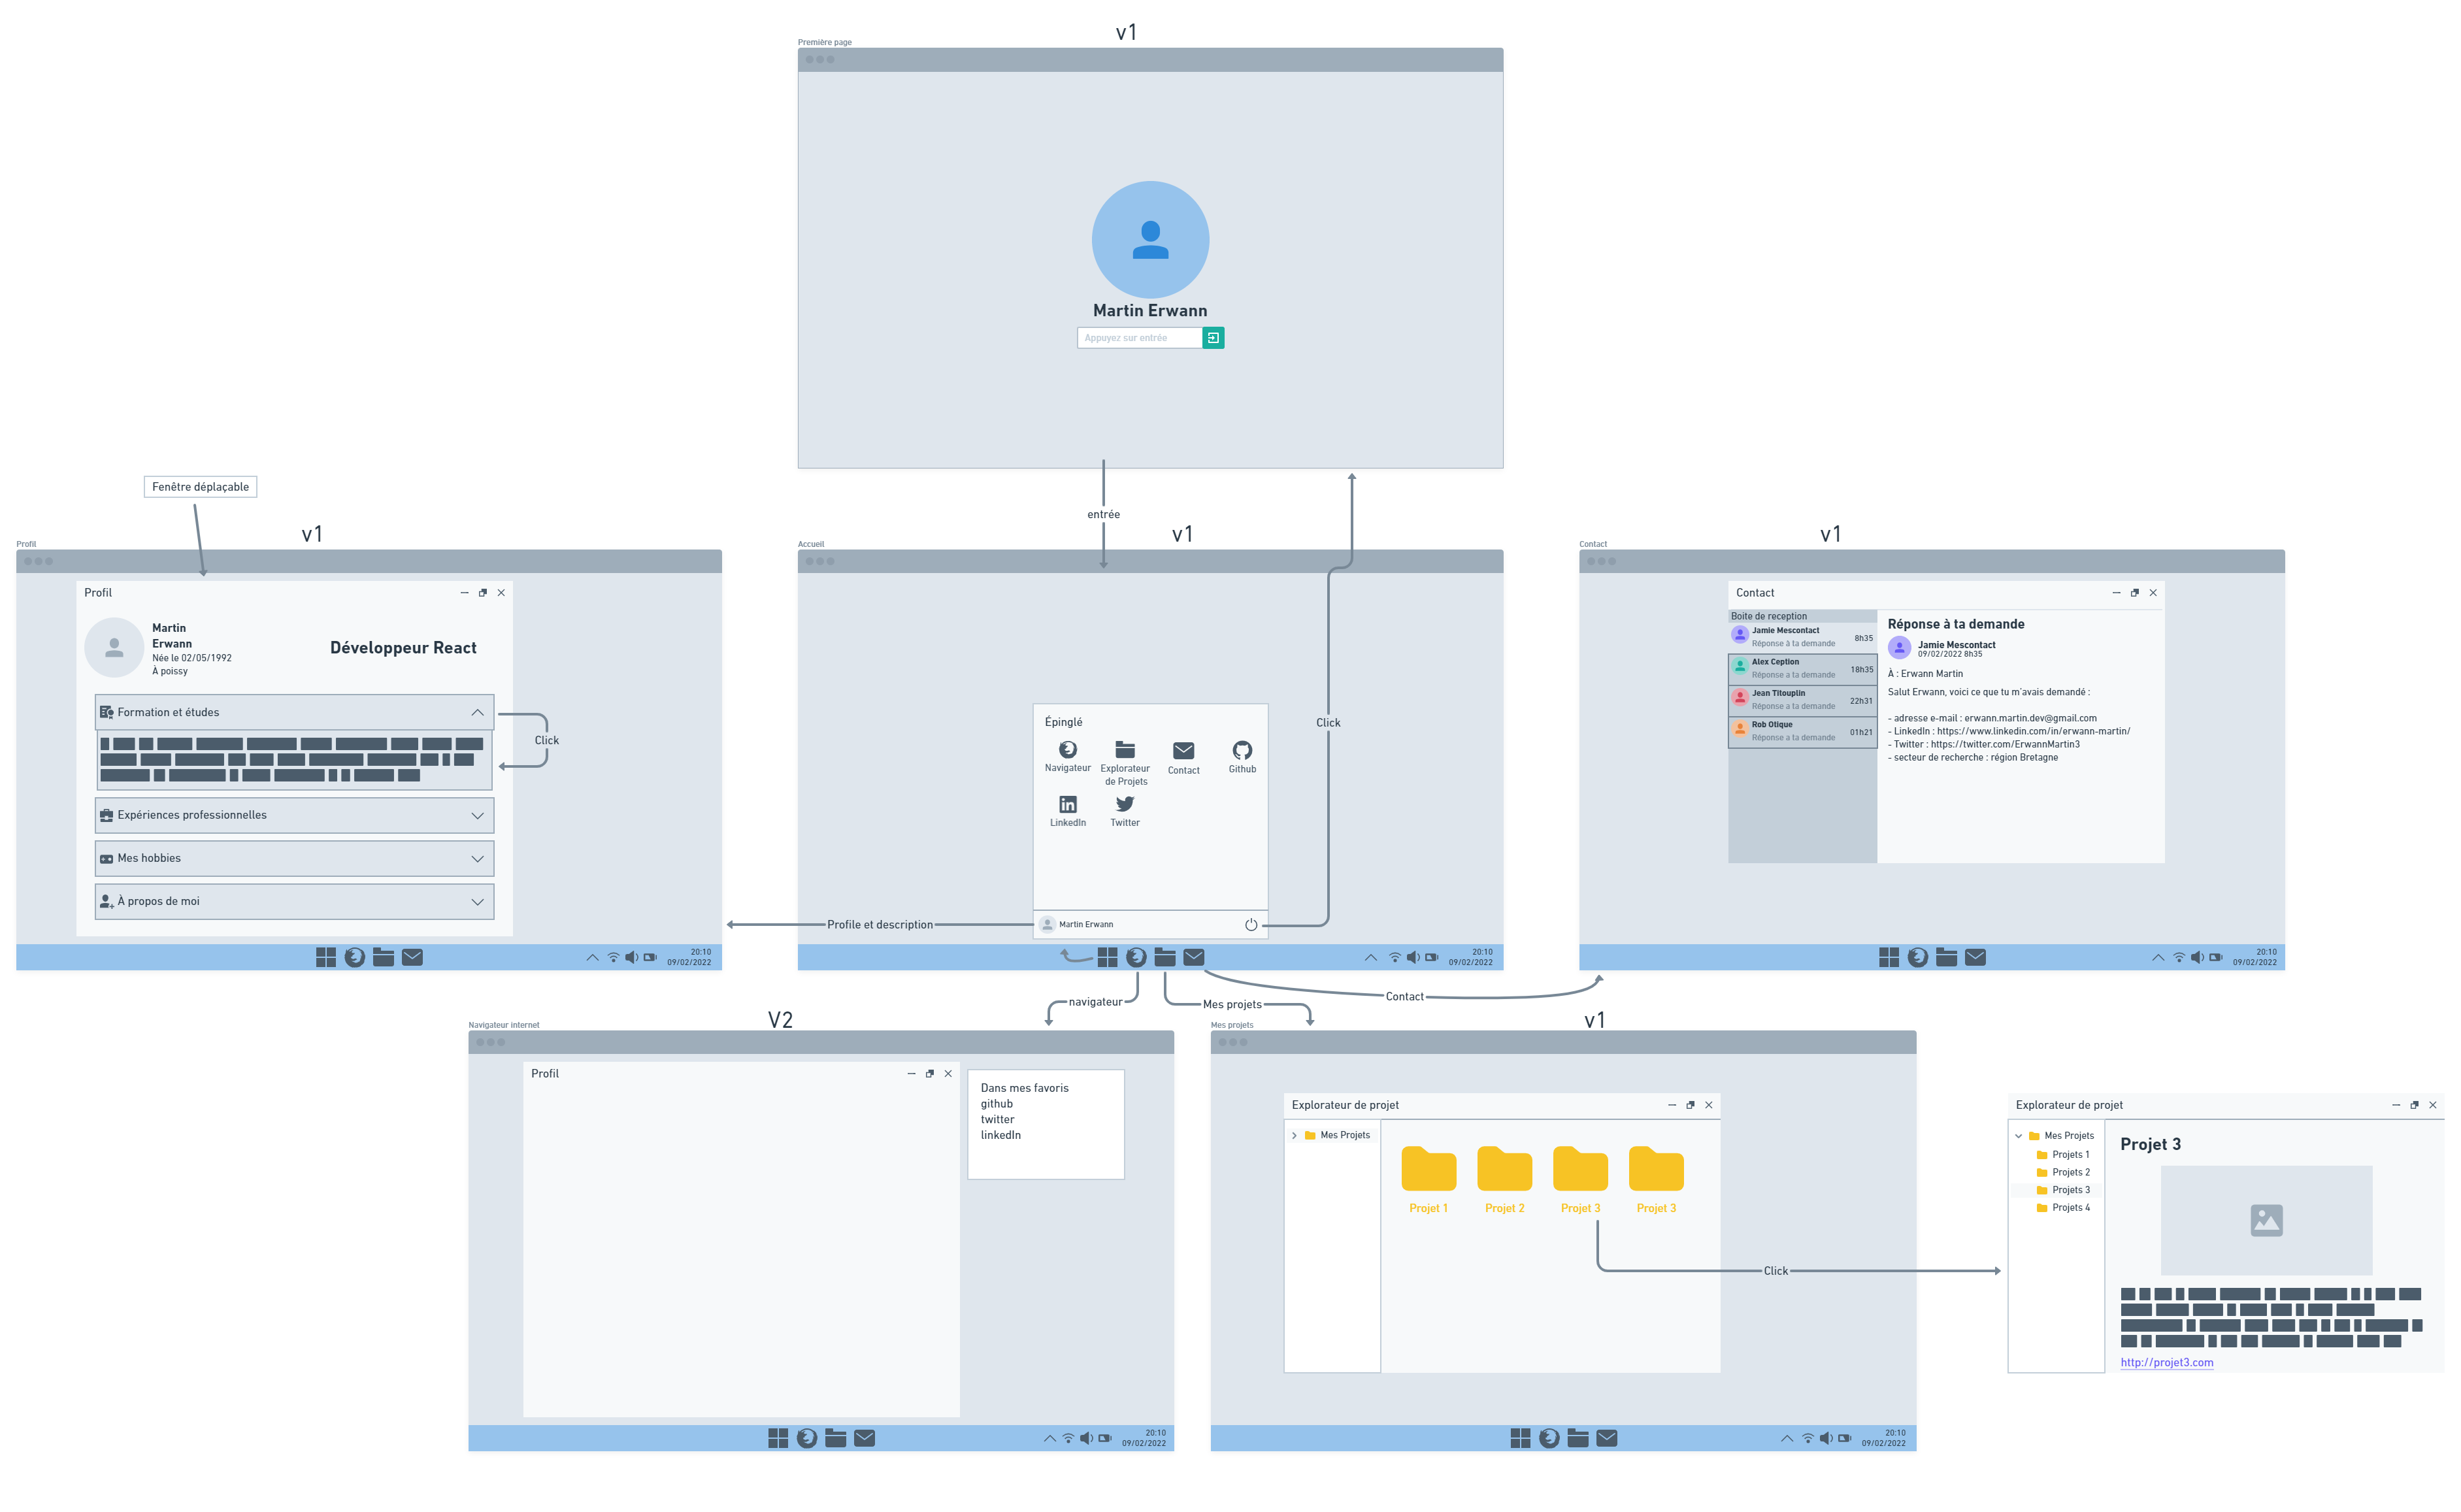 v1
Première page
Martin Erwann
Appuyez sur entrée
entrée
Fenêtre déplaçable
v1
Profil
Profil
Martin
Erwann
Née le 02/05/1992
À poissy
Développeur React
Formation et études
Click
Expériences professionnelles
Mes hobbies
À propos de moi
20:10
09/02/2022
v1
Accueil
Épinglé
Navigateur
Explorateur
de Projets
Contact
Github
LinkedIn
Twitter
Martin Erwann
Click
Profile et description
20:10
09/02/2022
v1
Contact
Contact
Boite de reception
Jamie Mescontact
Réponse à ta demande
8h35
Alex Ception
Réponse a ta demande
18h35
Jean Titouplin
Réponse a ta demande
22h31
Rob Otique
Réponse a ta demande
01h21
Réponse à ta demande
Jamie Mescontact
09/02/2022 8h35
À : Erwann Martin
Salut Erwann, voici ce que tu m'avais demandé :
- adresse e-mail : erwann.martin.dev@gmail.com
- LinkedIn : https://www.linkedin.com/in/erwann-martin/
- Twitter : https://twitter.com/ErwannMartin3
- secteur de recherche : région Bretagne
20:10
09/02/2022
navigateur
Mes projets
Contact
V2
Navigateur internet
Profil
Dans mes favoris
github
twitter
linkedIn
20:10
09/02/2022
v1
Mes projets
Explorateur de projet
Mes Projets
Projet 1
Projet 2
Projet 3
Projet 3
Click
20:10
09/02/2022
Explorateur de projet
Mes Projets
Projets 1
Projets 2
Projets 3
Projets 4
Projet 3
http://projet3.com